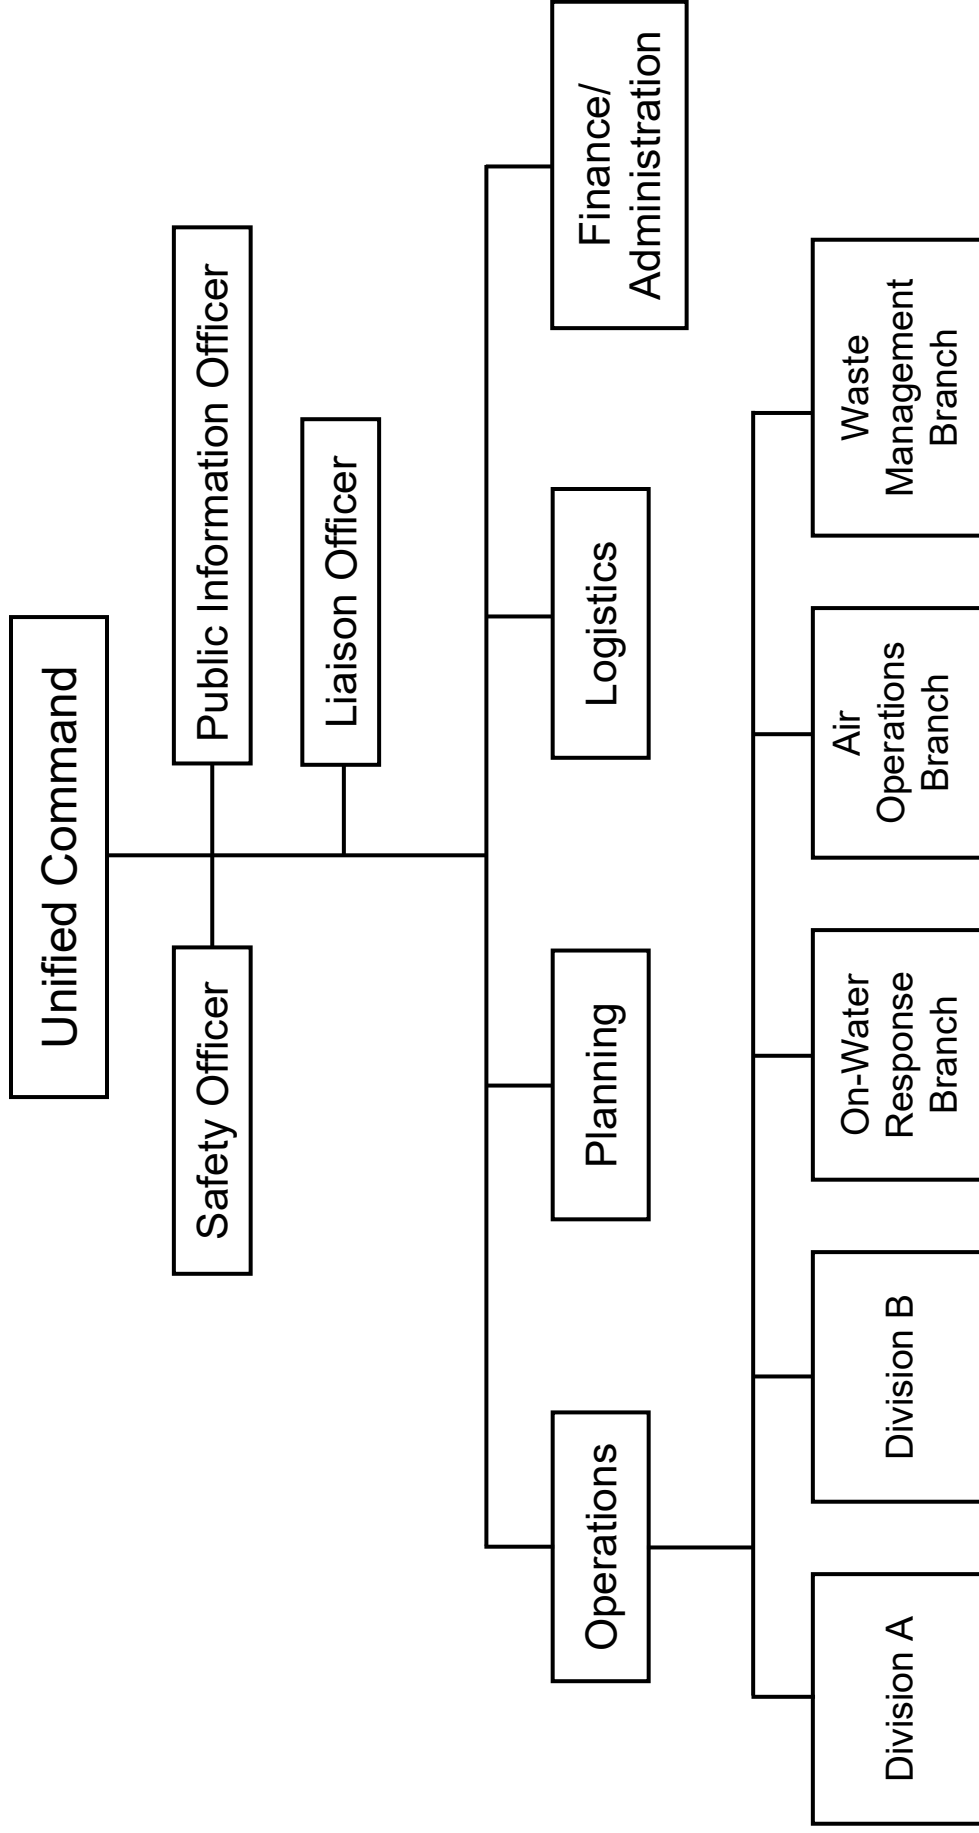 Unified Command
Safety Officer
Public Information Officer
Liaison Officer
Operations
Planning
Logistics
Finance/
Administration
Division A
Division B
On-Water
Response
Branch
Air
Operations
Branch
Waste
Management
Branch